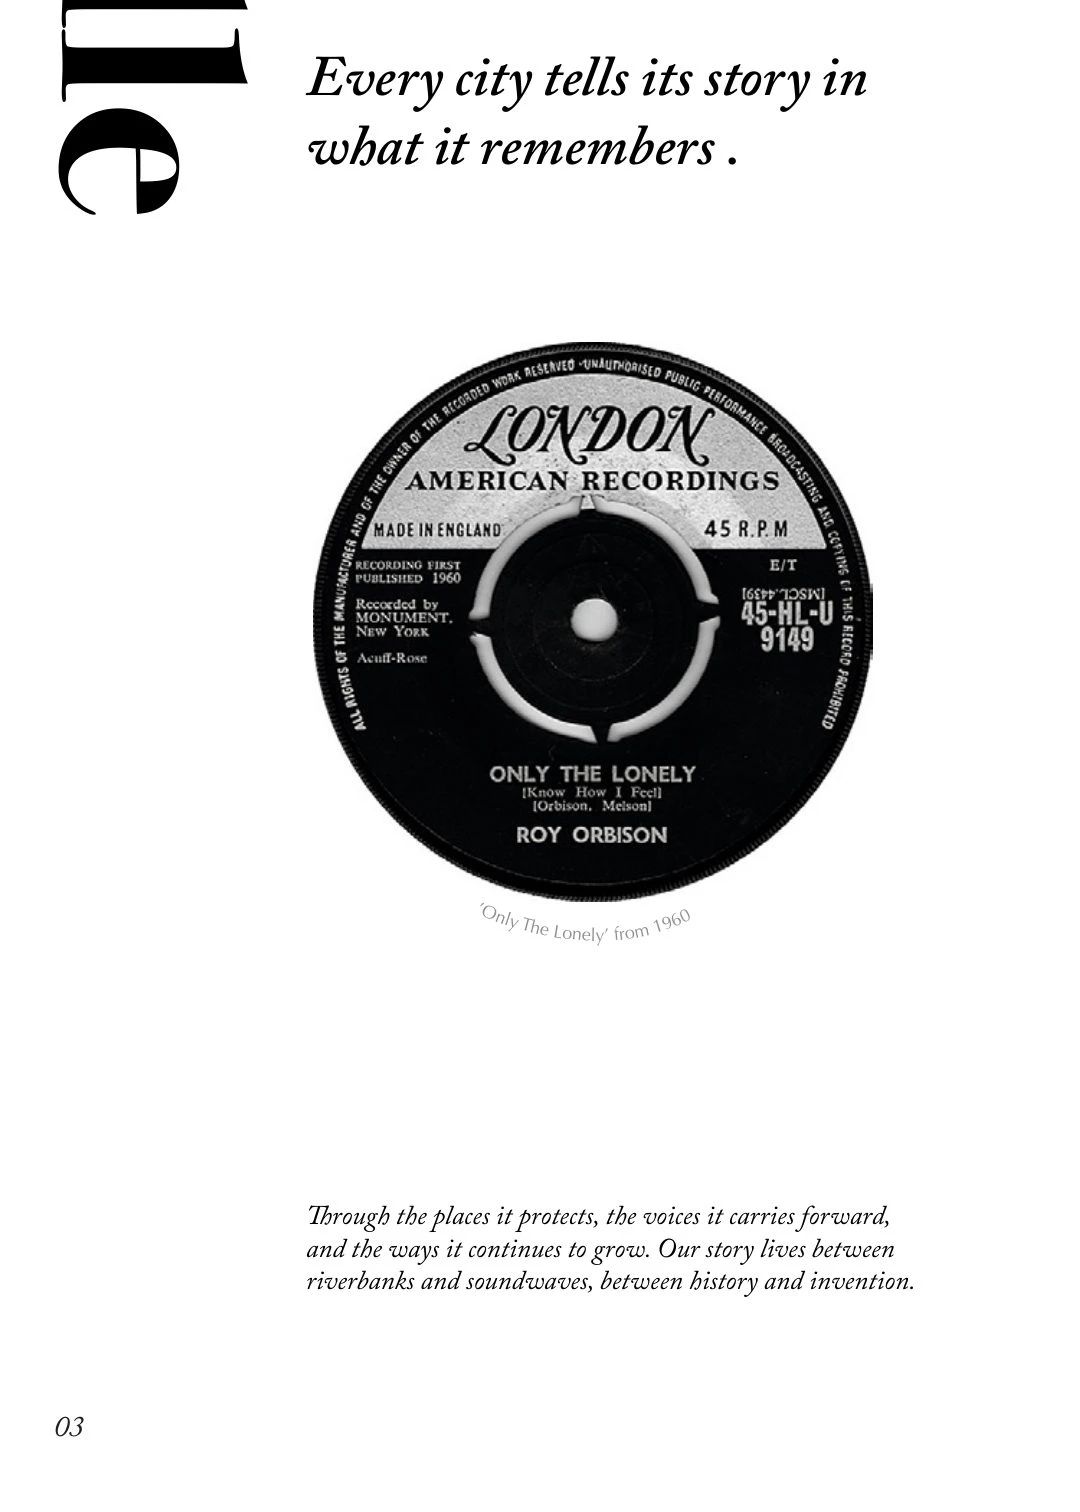 lle
Every city tells its story in
what it remembers .
ALL RIGHTS OF THE MANUFACTURER AND OF THE OWNER OF THE RECORDED WORK RESERVED · UNAUTHORISED PUBLIC PERFORMANCE BROADCASTING AND COPYING OF THIS RECORD PROHIBITED
LONDON
AMERICAN RECORDINGS
MADE IN ENGLAND
45 R.P.M
RECORDING FIRST
PUBLISHED 1960
Recorded by
MONUMENT,
NEW YORK
Acuff-Rose
E/T
[MSCL.4439]
45-HL-U
9149
ONLY THE LONELY
[Know How I Feel]
[Orbison, Melson]
ROY ORBISON
‘Only The Lonely’ from 1960
Through the places it protects, the voices it carries forward,
and the ways it continues to grow. Our story lives between
riverbanks and soundwaves, between history and invention.
03